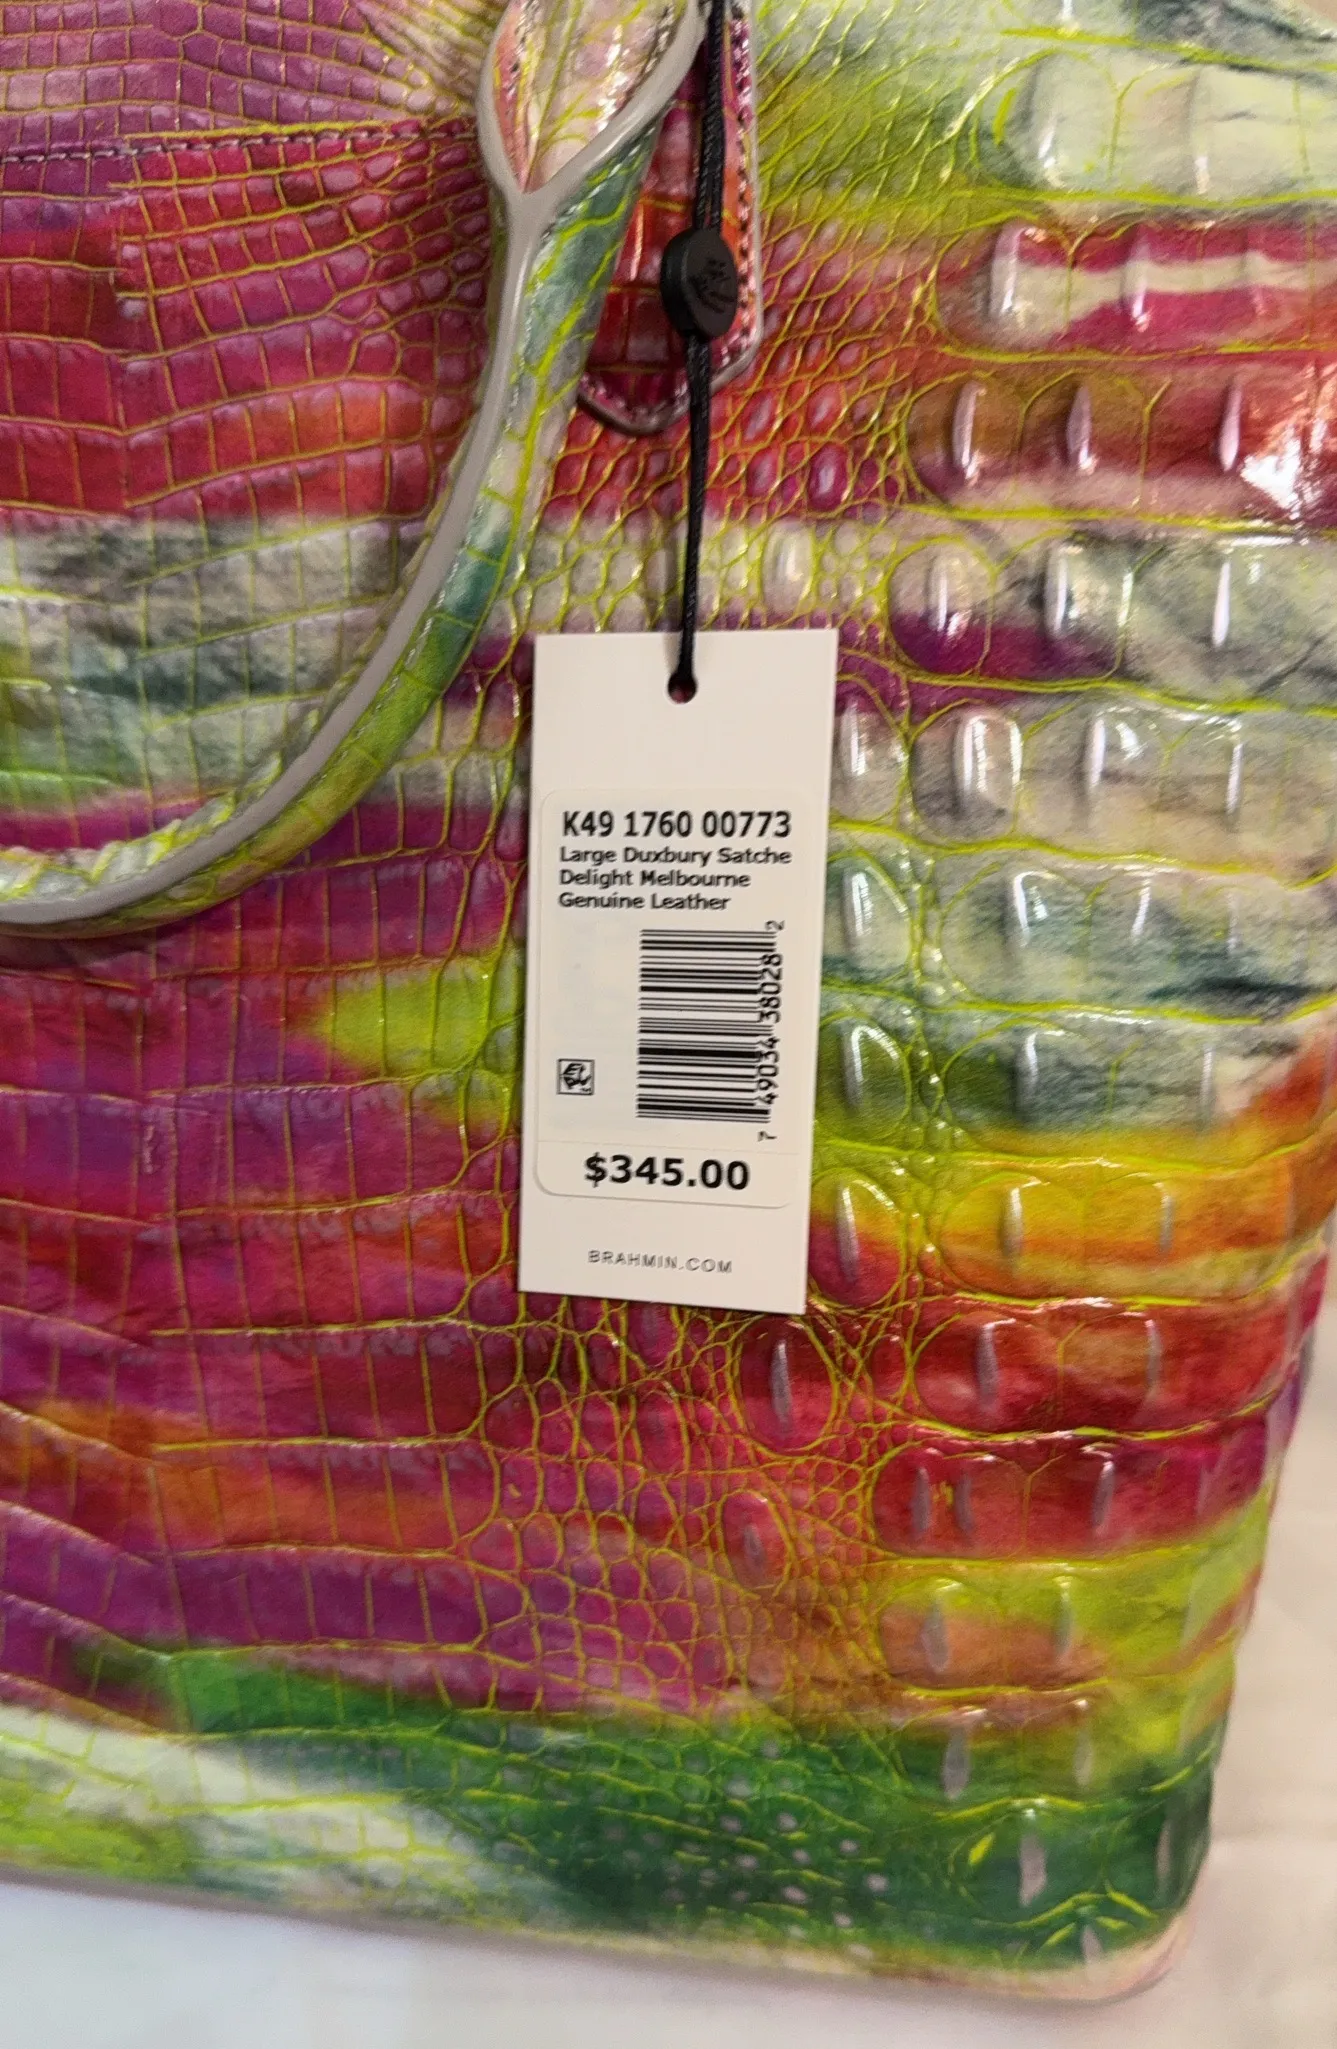 K49 1760 00773
Large Duxbury Satche
Delight Melbourne
Genuine Leather
7 49034 38028 2
$345.00
BRAHMIN.COM